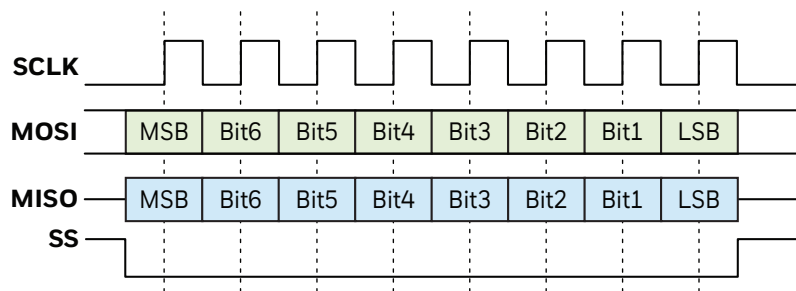 SCLK
MOSI MSB Bit6 Bit5 Bit4 Bit3 Bit2 Bit1 LSB
MISO MSB Bit6 Bit5 Bit4 Bit3 Bit2 Bit1 LSB
SS